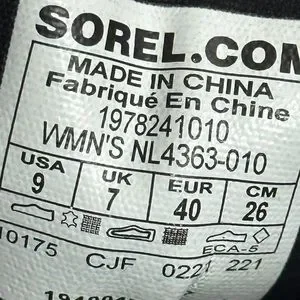 SOREL.COM
MADE IN CHINA
Fabriqué En Chine
1978241010
WMN'S NL4363-010
USA UK EUR CM
9 7 40 26
ECA-5
10175 CJF 0221 221